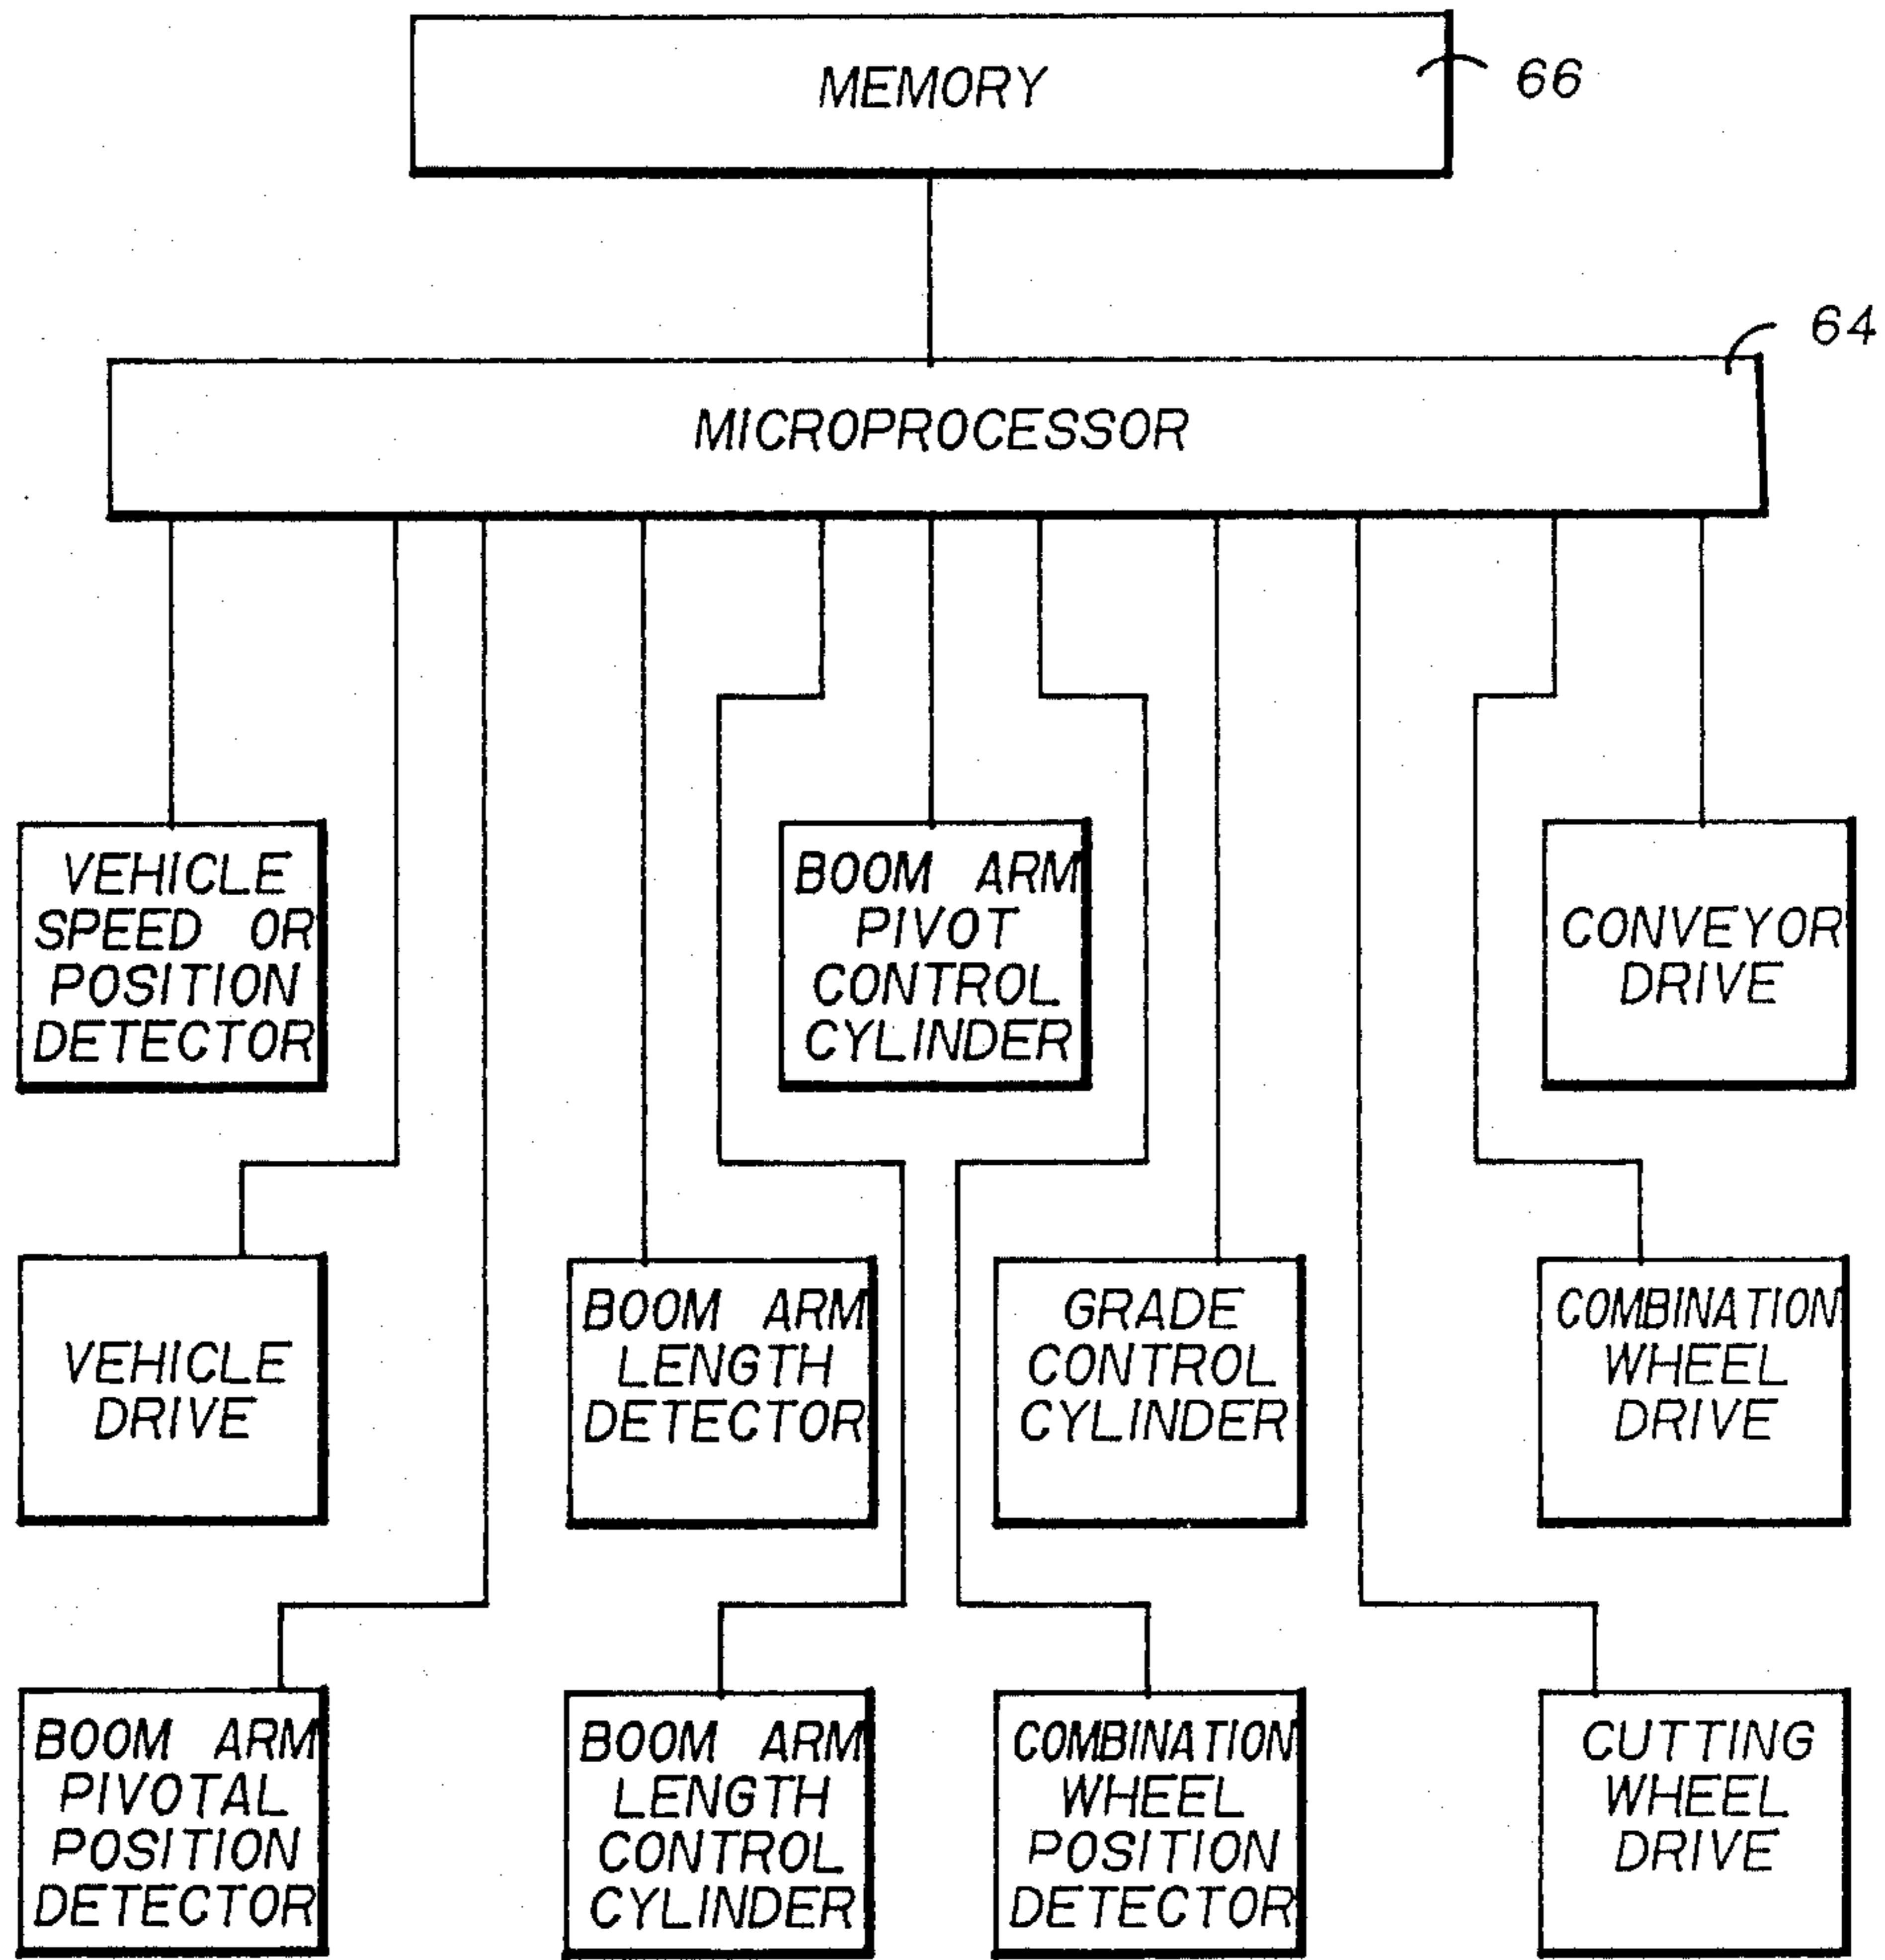 MEMORY
66
64
MICROPROCESSOR
VEHICLE
SPEED OR
POSITION
DETECTOR
BOOM ARM
PIVOT
CONTROL
CYLINDER
CONVEYOR
DRIVE
VEHICLE
DRIVE
BOOM ARM
LENGTH
DETECTOR
GRADE
CONTROL
CYLINDER
COMBINATION
WHEEL
DRIVE
BOOM ARM
PIVOTAL
POSITION
DETECTOR
BOOM ARM
LENGTH
CONTROL
CYLINDER
COMBINATION
WHEEL
POSITION
DETECTOR
CUTTING
WHEEL
DRIVE